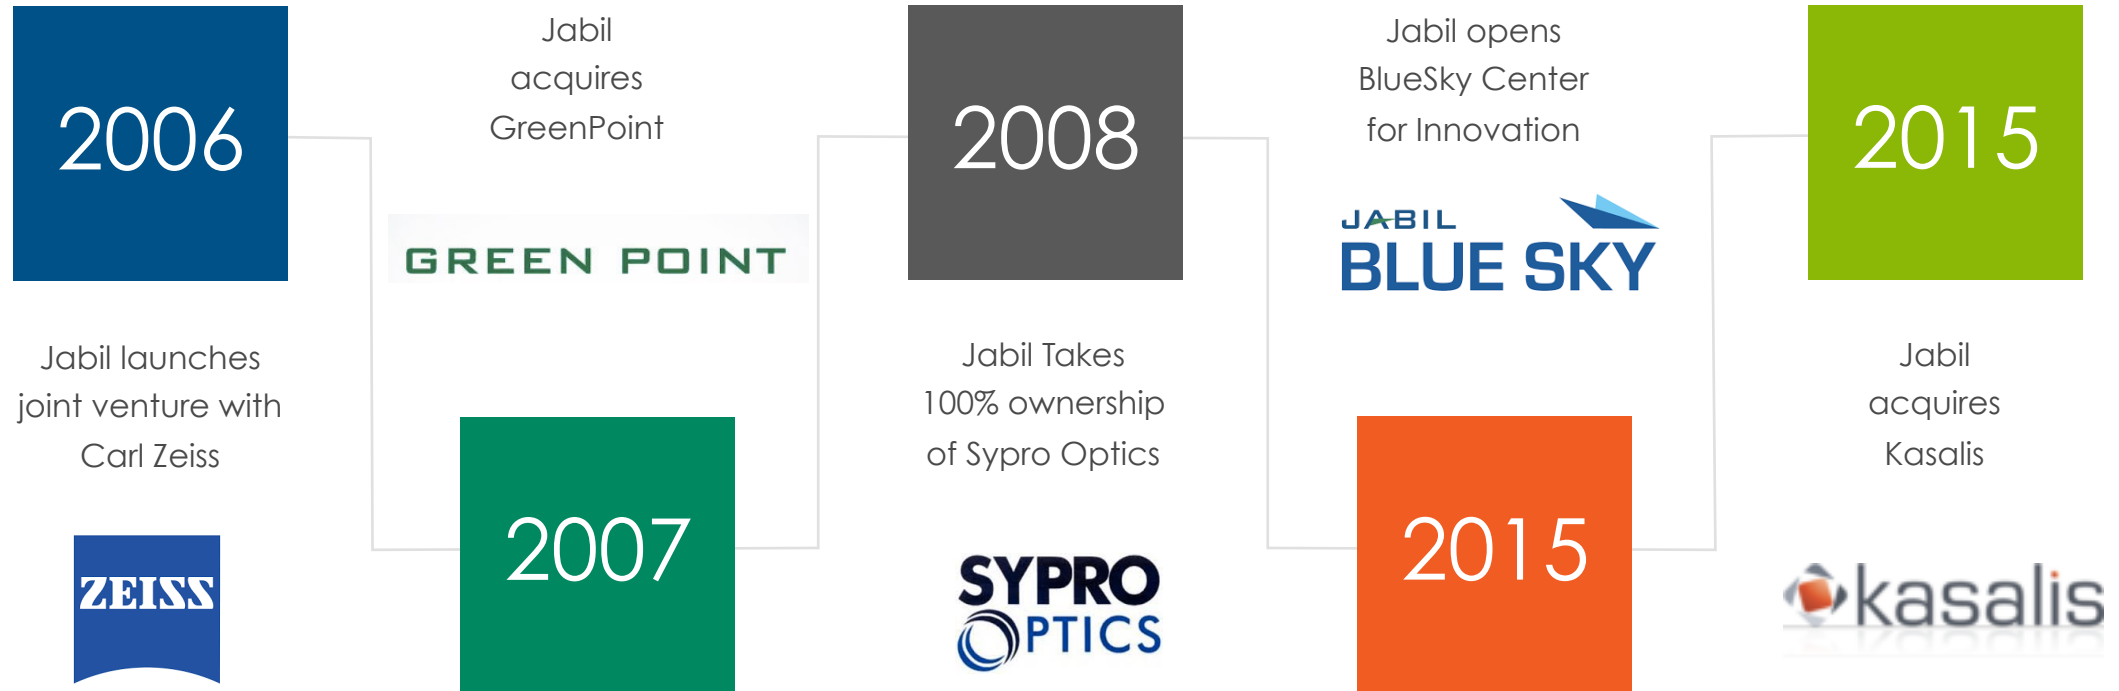 2006
Jabil launches
joint venture with
Carl Zeiss
ZEISS
Jabil
acquires
GreenPoint
GREEN POINT
2007
2008
Jabil Takes
100% ownership
of Sypro Optics
SYPRO
OPTICS
Jabil opens
BlueSky Center
for Innovation
JABIL
BLUE SKY
2015
2015
Jabil
acquires
Kasalis
kasalis